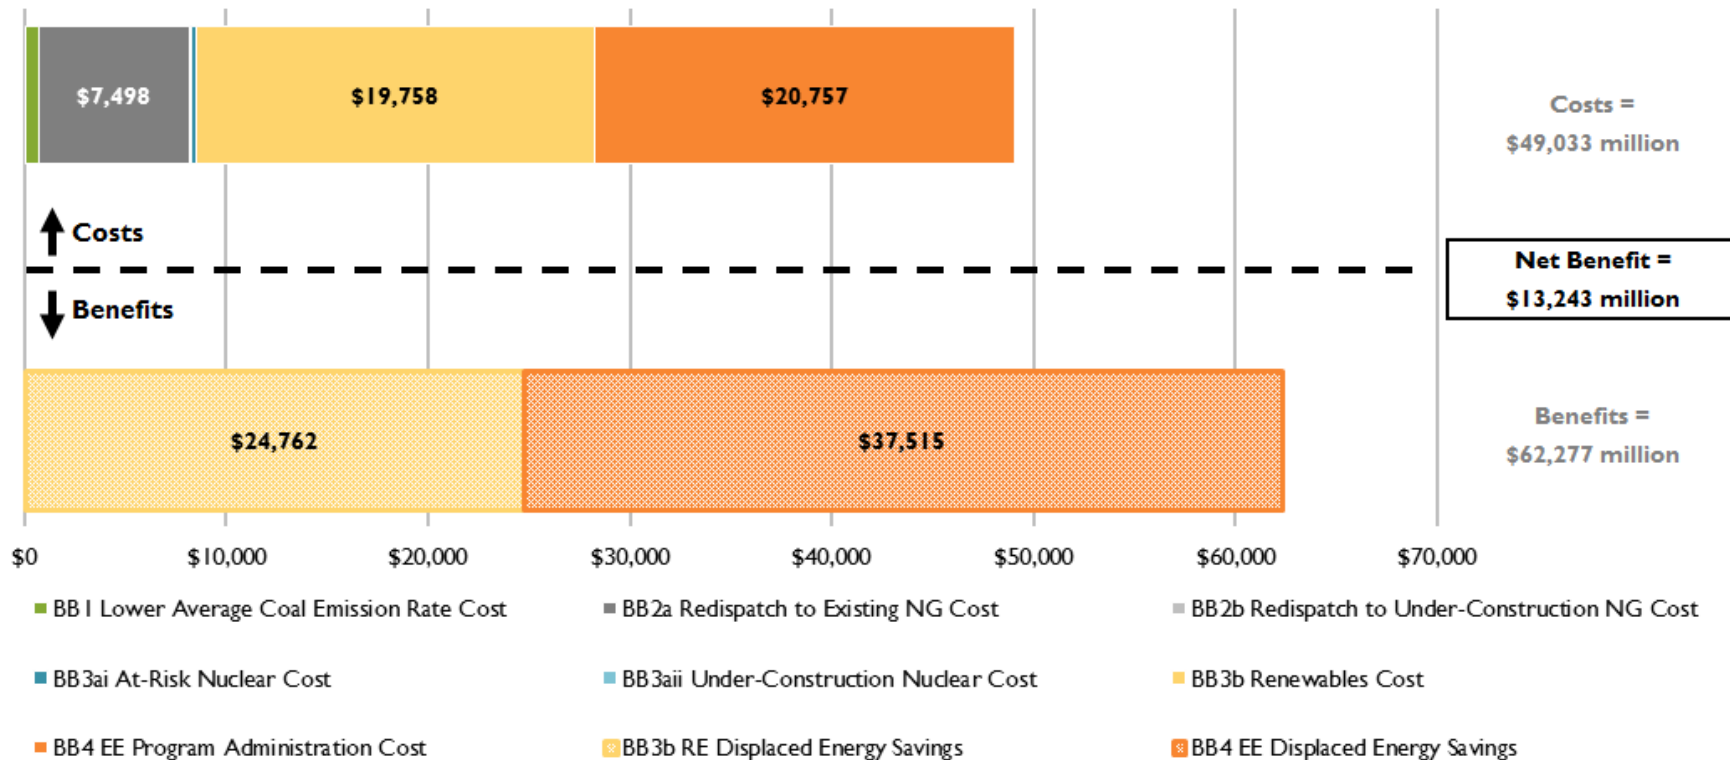 $7,498 $19,758 $20,757
Costs =
$49,033 million
Costs
Net Benefit =
$13,243 million
Benefits
$24,762 $37,515
Benefits =
$62,277 million
$0 $10,000 $20,000 $30,000 $40,000 $50,000 $60,000 $70,000
BB1 Lower Average Coal Emission Rate Cost BB2a Redispatch to Existing NG Cost BB2b Redispatch to Under-Construction NG Cost
BB3ai At-Risk Nuclear Cost BB3aii Under-Construction Nuclear Cost BB3b Renewables Cost
BB4 EE Program Administration Cost BB3b RE Displaced Energy Savings BB4 EE Displaced Energy Savings